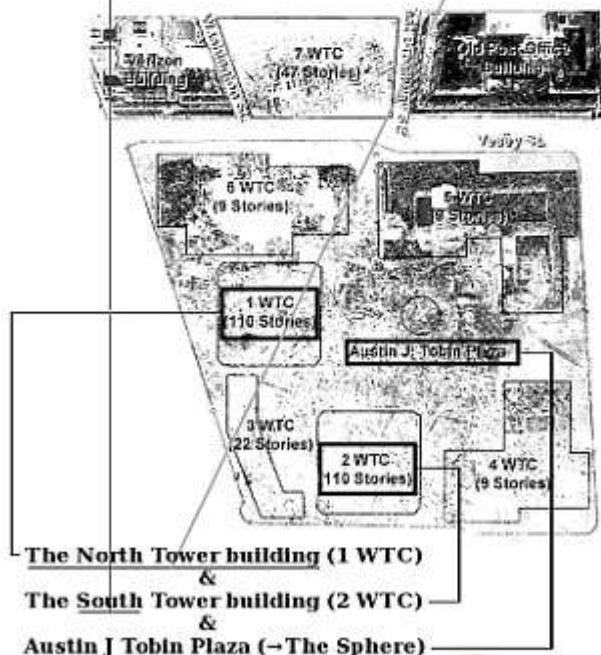 Verizon
Building
7 WTC
(47 Stories)
Old Post Office
Building
Washington St.
Vesey St.
6 WTC
(9 Stories)
5 WTC
(9 Stories)
1 WTC
(110 Stories)
Austin J. Tobin Plaza
3 WTC
(22 Stories)
2 WTC
(110 Stories)
4 WTC
(9 Stories)
The North Tower building (1 WTC)
&
The South Tower building (2 WTC)
&
Austin J Tobin Plaza (→The Sphere)